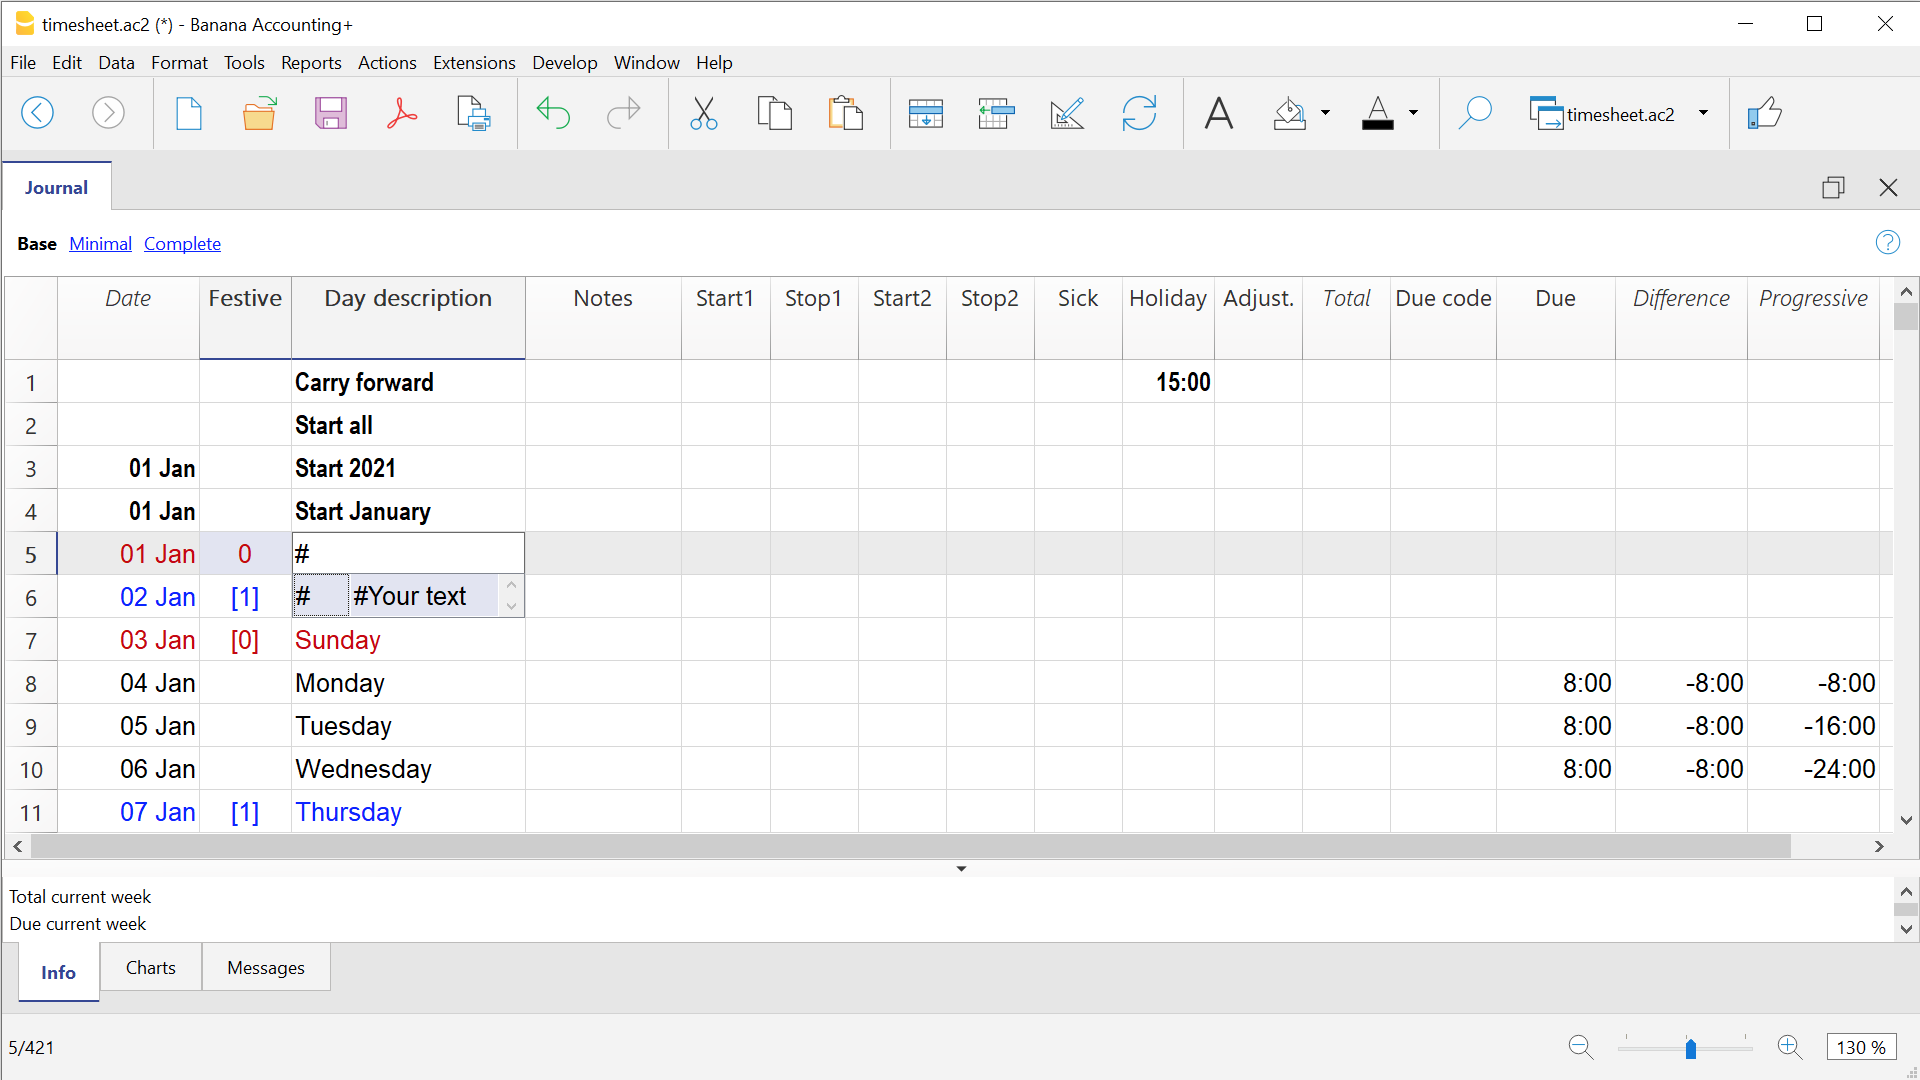 timesheet.ac2 (*) - Banana Accounting+
File Edit Data Format Tools Reports Actions Extensions Develop Window Help
timesheet.ac2
Journal
Base Minimal Complete
Date Festive Day description Notes Start1 Stop1 Start2 Stop2 Sick Holiday Adjust. Total Due code Due Difference Progressive
1 Carry forward 15:00
2 Start all
3 01 Jan Start 2021
4 01 Jan Start January
5 01 Jan 0 #
6 02 Jan [1] # #Your text
7 03 Jan [0] Sunday
8 04 Jan Monday 8:00 -8:00 -8:00
9 05 Jan Tuesday 8:00 -8:00 -16:00
10 06 Jan Wednesday 8:00 -8:00 -24:00
11 07 Jan [1] Thursday
Total current week
Due current week
Info Charts Messages
5/421 130 %